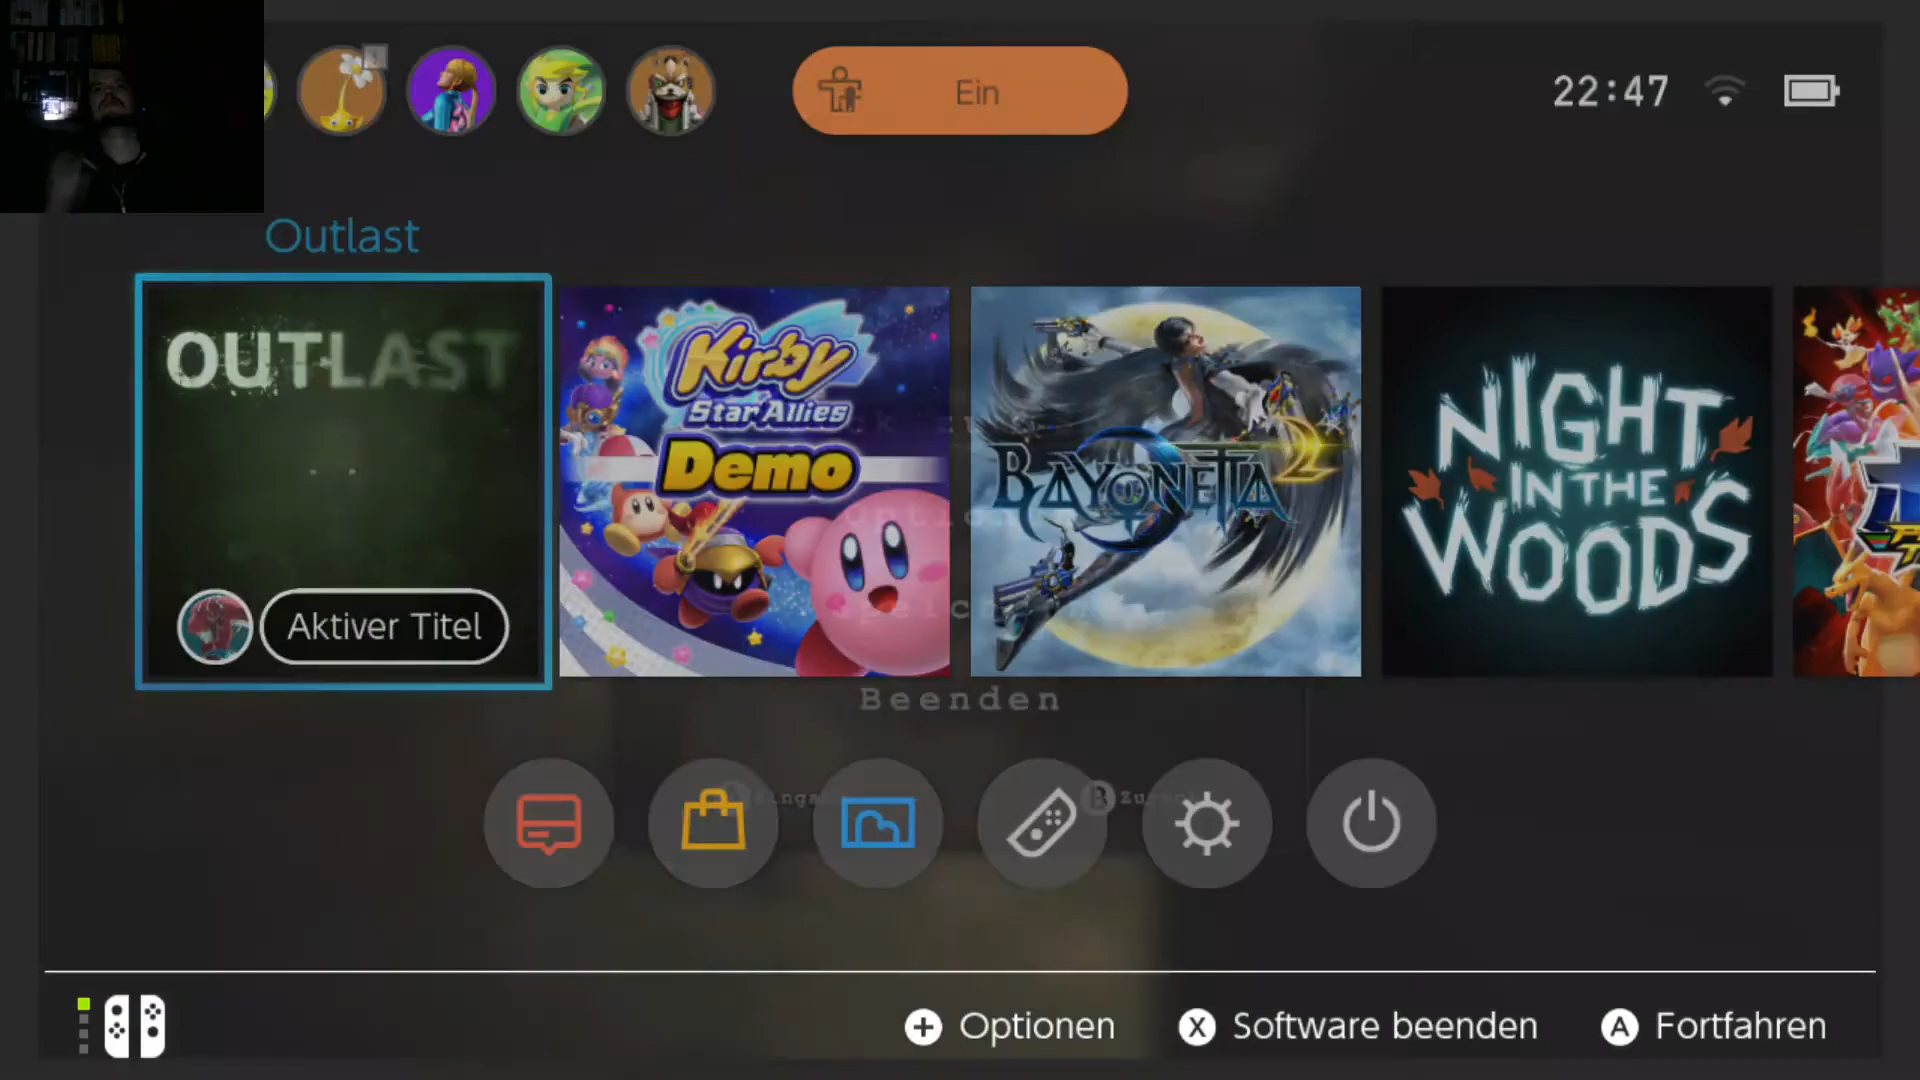 Ein
22:47
Outlast
OUTLAST
Aktiver Titel
Kirby
Star Allies
Demo
BAYONETTA 2
NIGHT
IN THE
WOODS
Beenden
Optionen
Software beenden
Fortfahren